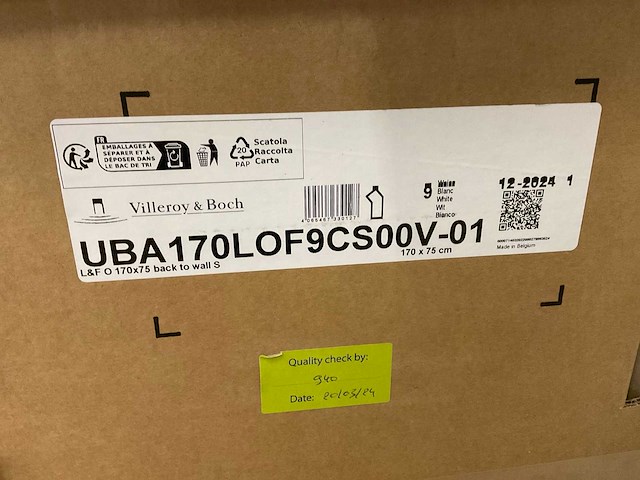 FR
EMBALLAGES À
SÉPARER ET À
DÉPOSER DANS
LE BAC DE TRI
20
PAP
Scatola
Raccolta
Carta
Villeroy & Boch
9
Blanc
White
Wit
Bianco
12-2024 1
Made in Belgium
UBA170LOF9CS00V-01
170 x 75 cm
L&F O 170x75 back to wall S
Quality check by:
940
Date: 20/05/24